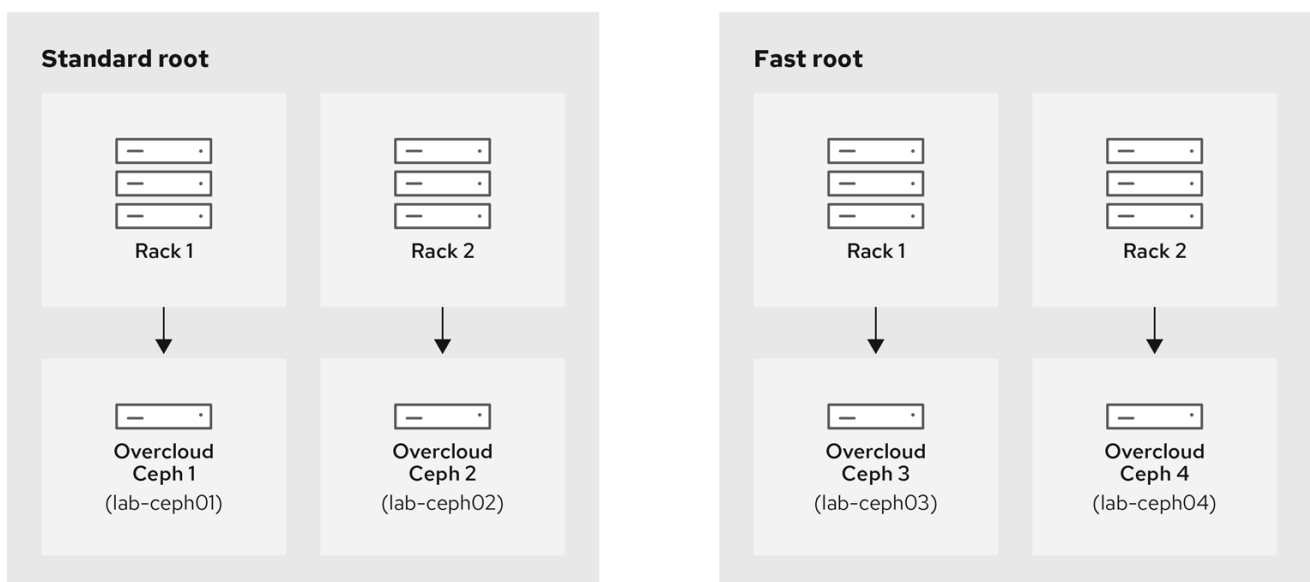 Standard root
Rack 1
Rack 2
Overcloud
Ceph 1
(lab-ceph01)
Overcloud
Ceph 2
(lab-ceph02)
Fast root
Rack 1
Rack 2
Overcloud
Ceph 3
(lab-ceph03)
Overcloud
Ceph 4
(lab-ceph04)